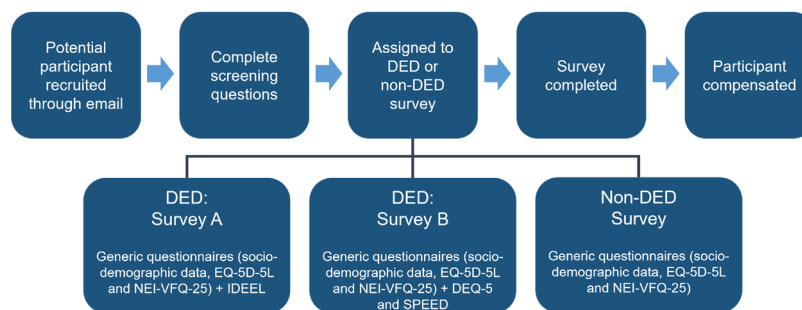 Potential
participant
recruited
through email
Complete
screening
questions
Assigned to
DED or
non-DED
survey
Survey
completed
Participant
compensated
DED:
Survey A
Generic questionnaires (socio-
demographic data, EQ-5D-5L
and NEI-VFQ-25) + IDEEL
DED:
Survey B
Generic questionnaires (socio-
demographic data, EQ-5D-5L
and NEI-VFQ-25) + DEQ-5
and SPEED
Non-DED
Survey
Generic questionnaires (socio-
demographic data, EQ-5D-5L
and NEI-VFQ-25)